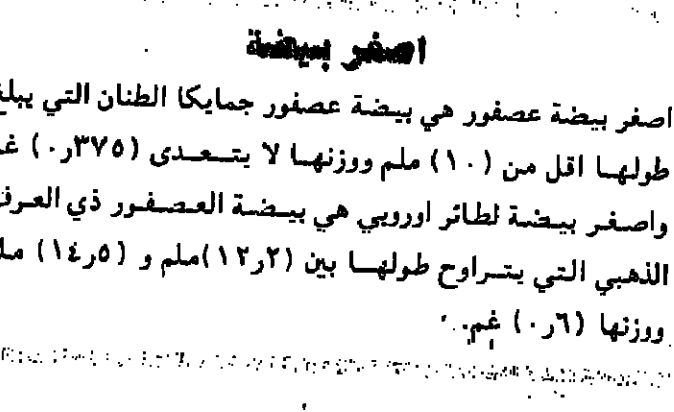 اصغر بيضة
اصغر بيضة عصفور هي بيضة عصفور جمايكا الطنان التي يبلغ
طولها اقل من (١٠) ملم ووزنها لا يتعدى (٣٧٥ر٠) غ
واصغر بيضة لطائر اوروبي هي بيضة العصفور ذي العرف
الذهبي التي يتراوح طولها بين (٢ر١٢)ملم و (٥ر١٤) مل
ووزنها (٦ر٠) غم.